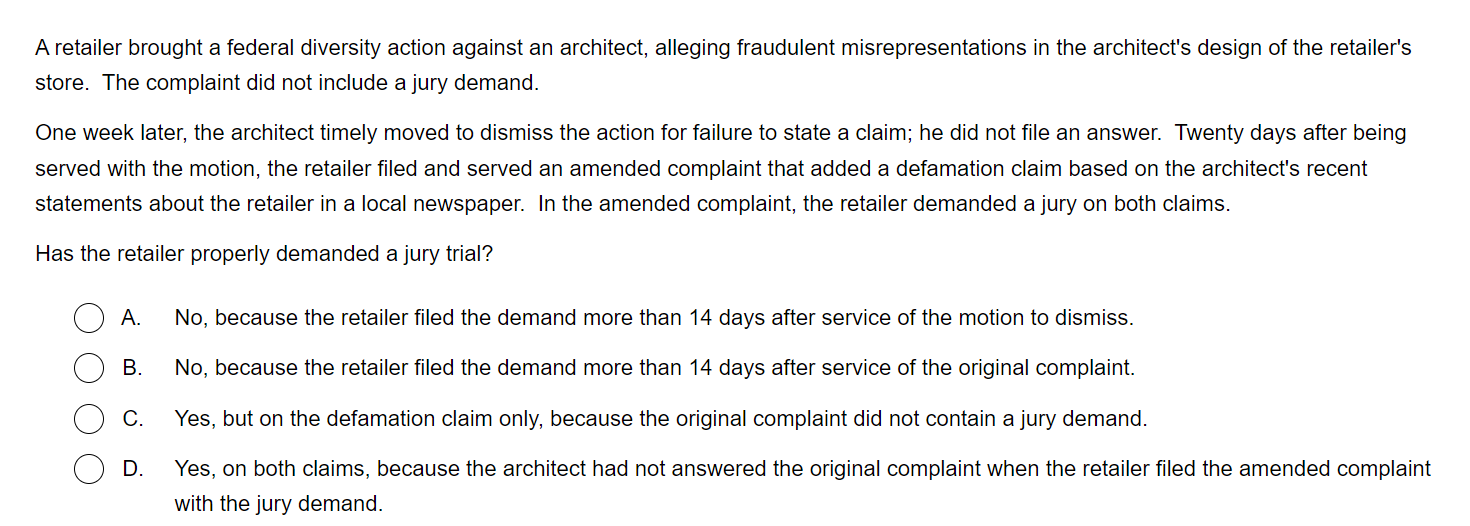 A retailer brought a federal diversity action against an architect, alleging fraudulent misrepresentations in the architect's design of the retailer's
store.  The complaint did not include a jury demand.
One week later, the architect timely moved to dismiss the action for failure to state a claim; he did not file an answer.  Twenty days after being
served with the motion, the retailer filed and served an amended complaint that added a defamation claim based on the architect's recent
statements about the retailer in a local newspaper.  In the amended complaint, the retailer demanded a jury on both claims.
Has the retailer properly demanded a jury trial?
A. No, because the retailer filed the demand more than 14 days after service of the motion to dismiss.
B. No, because the retailer filed the demand more than 14 days after service of the original complaint.
C. Yes, but on the defamation claim only, because the original complaint did not contain a jury demand.
D. Yes, on both claims, because the architect had not answered the original complaint when the retailer filed the amended complaint
with the jury demand.